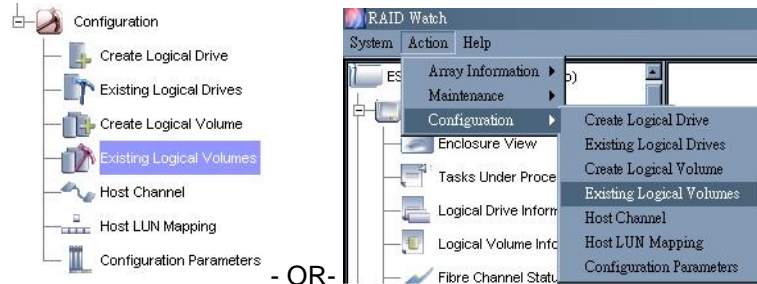 Configuration
Create Logical Drive
Existing Logical Drives
Create Logical Volume
Existing Logical Volumes
Host Channel
Host LUN Mapping
Configuration Parameters
- OR-
RAID Watch
System Action Help
ES
Array Information
o)
Maintenance
Configuration
Create Logical Drive
Enclosure View
Existing Logical Drives
Tasks Under Proce
Create Logical Volume
Existing Logical Volumes
Logical Drive Inform
Host Channel
Logical Volume Info
Host LUN Mapping
Fibre Channel Statu
Configuration Parameters